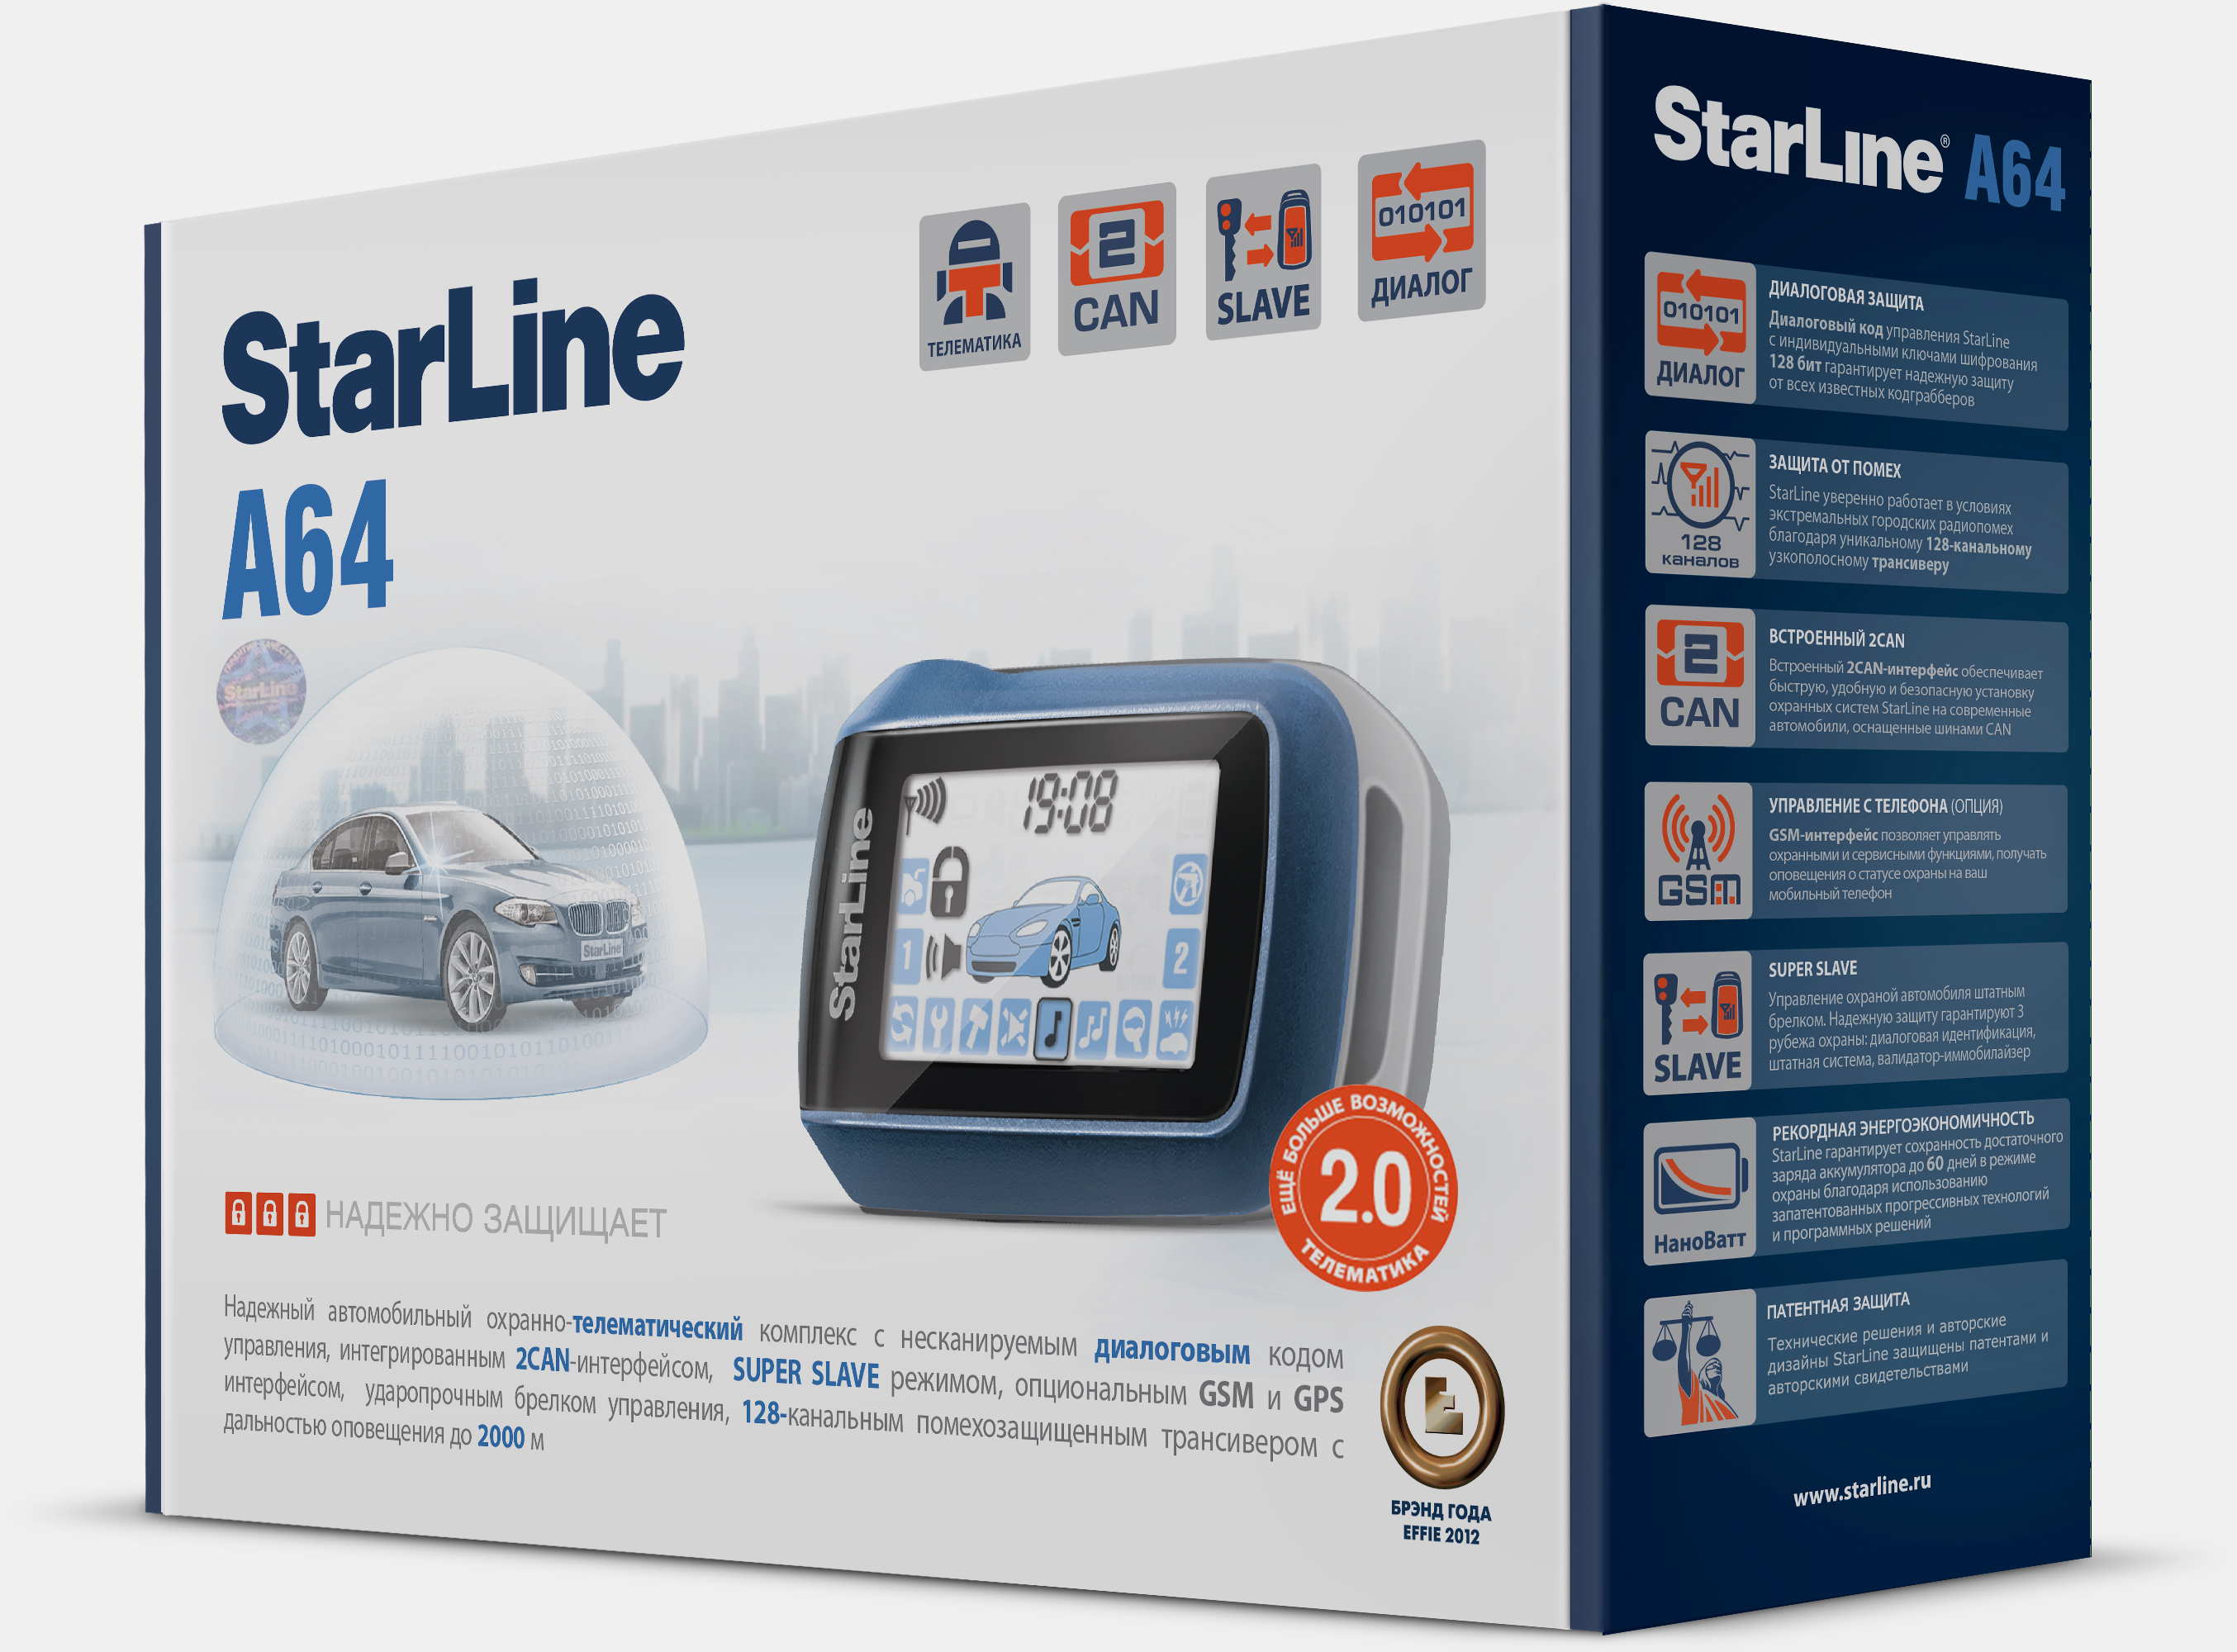 StarLine
A64
ТЕЛЕМАТИКА
2
CAN
SLAVE
010101
ДИАЛОГ
StarLine
StarLine
StarLine
19:08
1
2
ЕЩЁ БОЛЬШЕ ВОЗМОЖНОСТЕЙ
2.0
ТЕЛЕМАТИКА
НАДЕЖНО ЗАЩИЩАЕТ
Надежный автомобильный охранно-телематический комплекс с несканируемым диалоговым кодом
управления, интегрированным 2CAN-интерфейсом, SUPER SLAVE режимом, опциональным GSM и GPS
интерфейсом, ударопрочным брелком управления, 128-канальным помехозащищенным трансивером с
дальностью оповещения до 2000 м
БРЭНД ГОДА
EFFIE 2012
StarLine® A64
010101
ДИАЛОГ
ДИАЛОГОВАЯ ЗАЩИТА
Диалоговый код управления StarLine
с индивидуальными ключами шифрования
128 бит гарантирует надежную защиту
от всех известных кодграбберов
128
каналов
ЗАЩИТА ОТ ПОМЕХ
StarLine уверенно работает в условиях
экстремальных городских радиопомех
благодаря уникальному 128-канальному
узкополосному трансиверу
2
CAN
ВСТРОЕННЫЙ 2CAN
Встроенный 2CAN-интерфейс обеспечивает
быструю, удобную и безопасную установку
охранных систем StarLine на современные
автомобили, оснащенные шинами CAN
GSM
УПРАВЛЕНИЕ С ТЕЛЕФОНА (ОПЦИЯ)
GSM-интерфейс позволяет управлять
охранными и сервисными функциями, получать
оповещения о статусе охраны на ваш
мобильный телефон
SLAVE
SUPER SLAVE
Управление охраной автомобиля штатным
брелком. Надежную защиту гарантируют 3
рубежа охраны: диалоговая идентификация,
штатная система, валидатор-иммобилайзер
НаноВатт
РЕКОРДНАЯ ЭНЕРГОЭКОНОМИЧНОСТЬ
StarLine гарантирует сохранность достаточного
заряда аккумулятора до 60 дней в режиме
охраны благодаря использованию
запатентованных прогрессивных технологий
и программных решений
ПАТЕНТНАЯ ЗАЩИТА
Технические решения и авторские
дизайны StarLine защищены патентами и
авторскими свидетельствами
www.starline.ru